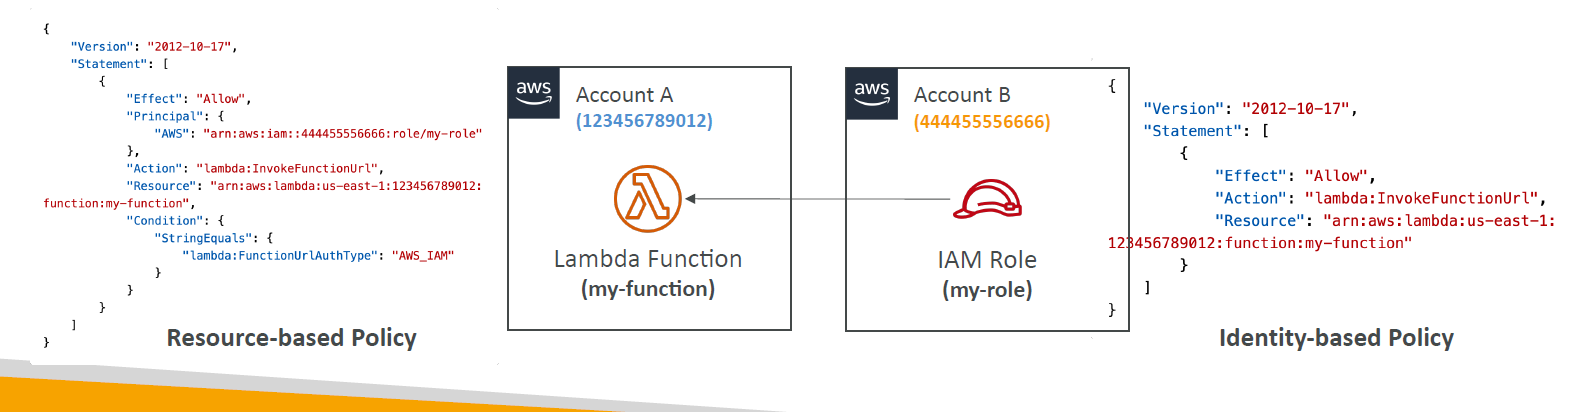 {
"Version": "2012-10-17",
"Statement": [
{
"Effect": "Allow",
"Principal": {
"AWS": "arn:aws:iam::444455556666:role/my-role"
},
"Action": "lambda:InvokeFunctionUrl",
"Resource": "arn:aws:lambda:us-east-1:123456789012:
function:my-function",
"Condition": {
"StringEquals": {
"lambda:FunctionUrlAuthType": "AWS_IAM"
}
}
}
]
}
Resource-based Policy
aws
Account A
(123456789012)
Lambda Function
(my-function)
aws
Account B
(444455556666)
IAM Role
(my-role)
{
"Version": "2012-10-17",
"Statement": [
{
"Effect": "Allow",
"Action": "lambda:InvokeFunctionUrl",
"Resource": "arn:aws:lambda:us-east-1:
123456789012:function:my-function"
}
]
}
Identity-based Policy